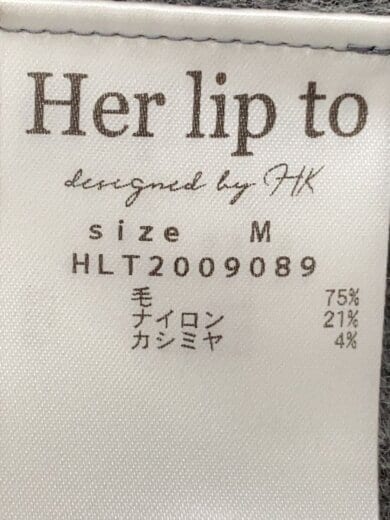 Her lip to
designed by HK
size M
HLT2009089
毛 75%
ナイロン 21%
カシミヤ 4%